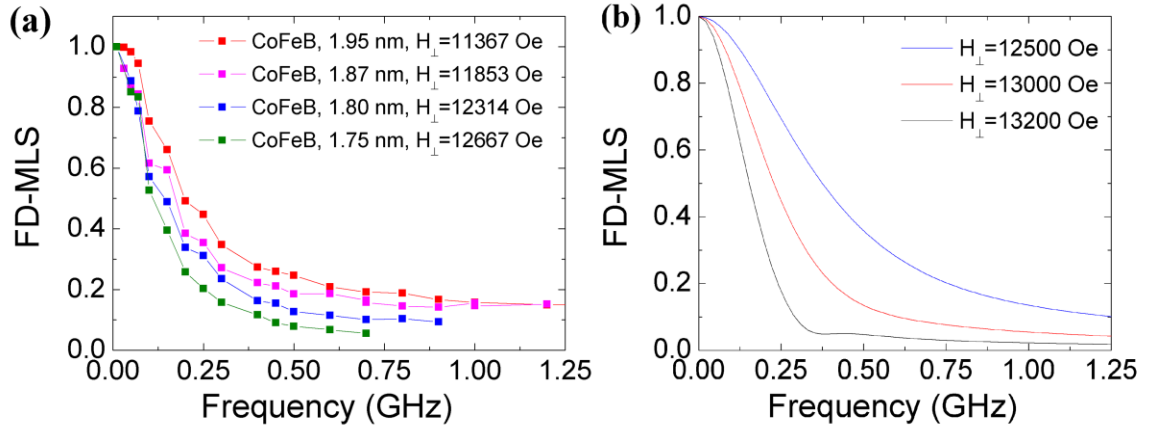 (a)
CoFeB, 1.95 nm, H⊥=11367 Oe
CoFeB, 1.87 nm, H⊥=11853 Oe
CoFeB, 1.80 nm, H⊥=12314 Oe
CoFeB, 1.75 nm, H⊥=12667 Oe
FD-MLS
1.0
0.8
0.6
0.4
0.2
0.0
0.00 0.25 0.50 0.75 1.00 1.25
Frequency (GHz)
(b)
H⊥=12500 Oe
H⊥=13000 Oe
H⊥=13200 Oe
FD-MLS
1.0
0.8
0.6
0.4
0.2
0.0
0.00 0.25 0.50 0.75 1.00 1.25
Frequency (GHz)